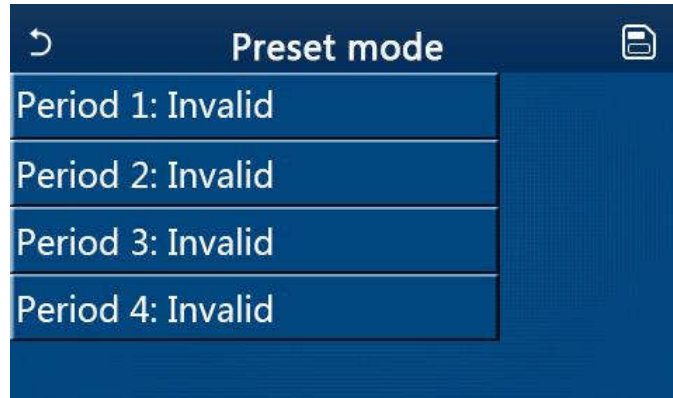 Preset mode
Period 1: Invalid
Period 2: Invalid
Period 3: Invalid
Period 4: Invalid